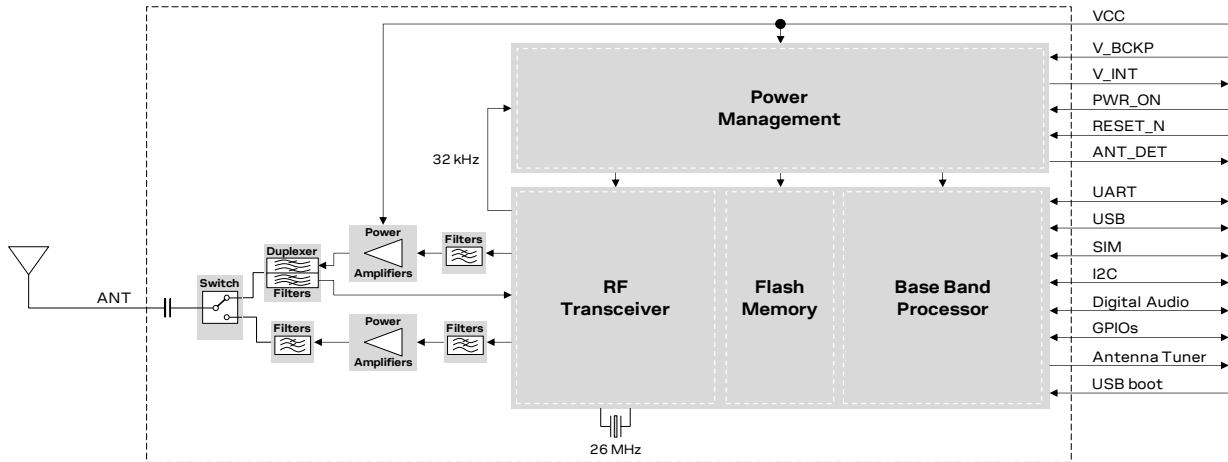 VCC
V_BCKP
V_INT
PWR_ON
RESET_N
ANT_DET
Power
Management
32 kHz
UART
USB
SIM
I2C
Digital Audio
GPIOs
Antenna Tuner
USB boot
RF
Transceiver
Flash
Memory
Base Band
Processor
26 MHz
ANT
Switch
Duplexer
Filters
Power
Amplifiers
Filters
Filters
Power
Amplifiers
Filters